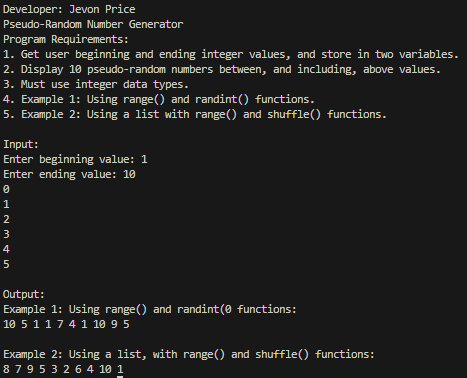 Developer: Jevon Price
Pseudo-Random Number Generator
Program Requirements:
1. Get user beginning and ending integer values, and store in two variables.
2. Display 10 pseudo-random numbers between, and including, above values.
3. Must use integer data types.
4. Example 1: Using range() and randint() functions.
5. Example 2: Using a list with range() and shuffle() functions.

Input:
Enter beginning value: 1
Enter ending value: 10
0
1
2
3
4
5

Output:
Example 1: Using range() and randint(0 functions:
10 5 1 1 7 4 1 10 9 5

Example 2: Using a list, with range() and shuffle() functions:
8 7 9 5 3 2 6 4 10 1